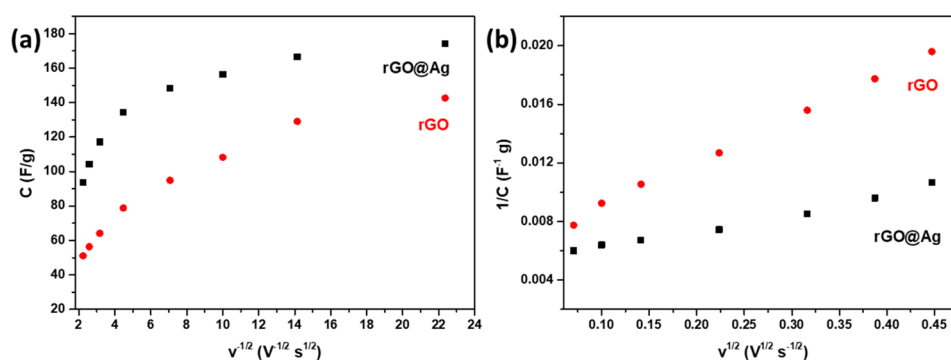 (a)
180
160
140
120
100
80
60
40
20
C (F/g)
rGO@Ag
rGO
2 4 6 8 10 12 14 16 18 20 22 24
v-1/2 (V-1/2 s1/2)
(b)
0.020
0.016
0.012
0.008
0.004
1/C (F-1 g)
rGO
rGO@Ag
0.10 0.15 0.20 0.25 0.30 0.35 0.40 0.45
v1/2 (V1/2 s-1/2)